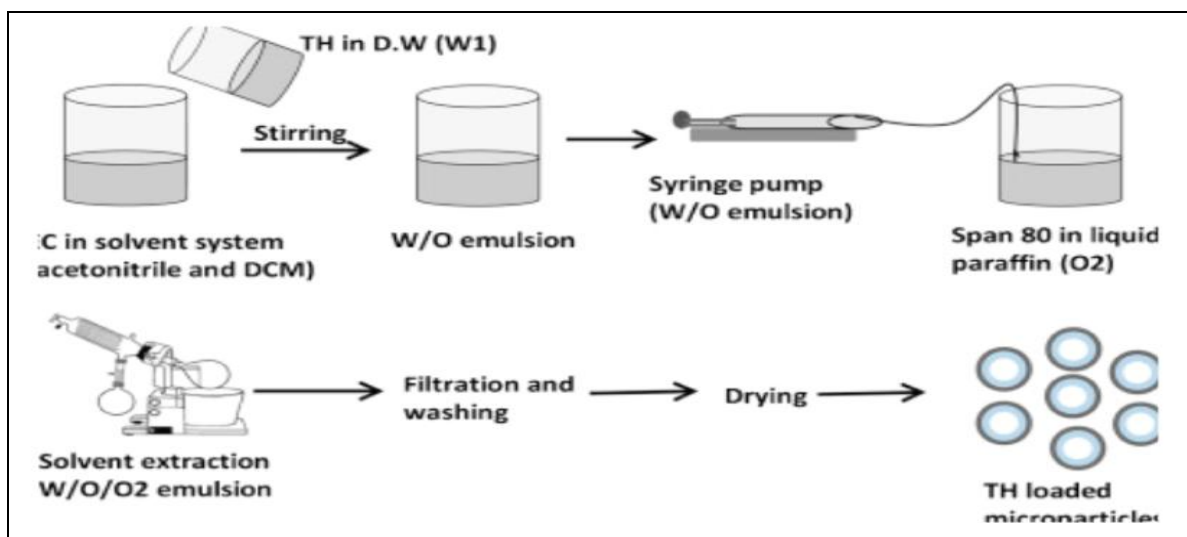 TH in D.W (W1)
Stirring
:C in solvent system
acetonitrile and DCM)
W/O emulsion
Syringe pump
(W/O emulsion)
Span 80 in liquid
paraffin (O2)
Solvent extraction
W/O/O2 emulsion
Filtration and
washing
Drying
TH loaded
microparticles